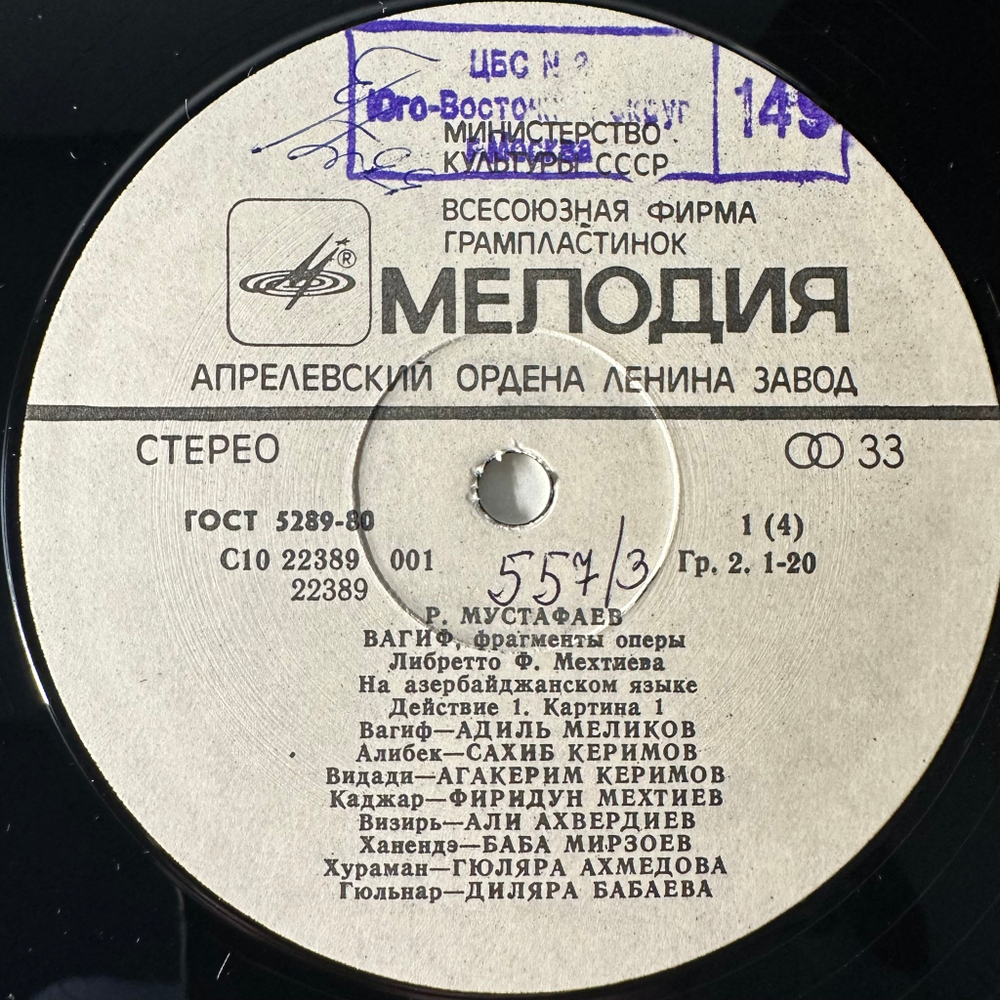 ЦБС №
Юго-Восточн округ
г. Москва
149
МИНИСТЕРСТВО
КУЛЬТУРЫ СССР
ВСЕСОЮЗНАЯ ФИРМА
ГРАМПЛАСТИНОК
®
МЕЛОДИЯ
АПРЕЛЕВСКИЙ ОРДЕНА ЛЕНИНА ЗАВОД
СТЕРЕО
33
ГОСТ 5289-80
1 (4)
С10 22389 001
Гр. 2. 1-20
22389
557/3
Р. МУСТАФАЕВ
ВАГИФ, фрагменты оперы
Либретто Ф. Мехтиева
На азербайджанском языке
Действие 1. Картина 1
Вагиф—АДИЛЬ МЕЛИКОВ
Алибек—САХИБ КЕРИМОВ
Видади—АГАКЕРИМ КЕРИМОВ
Каджар—ФИРИДУН МЕХТИЕВ
Визирь—АЛИ АХВЕРДИЕВ
Ханендэ—БАБА МИРЗОЕВ
Хураман—ГЮЛЯРА АХМЕДОВА
Гюльнар—ДИЛЯРА БАБАЕВА